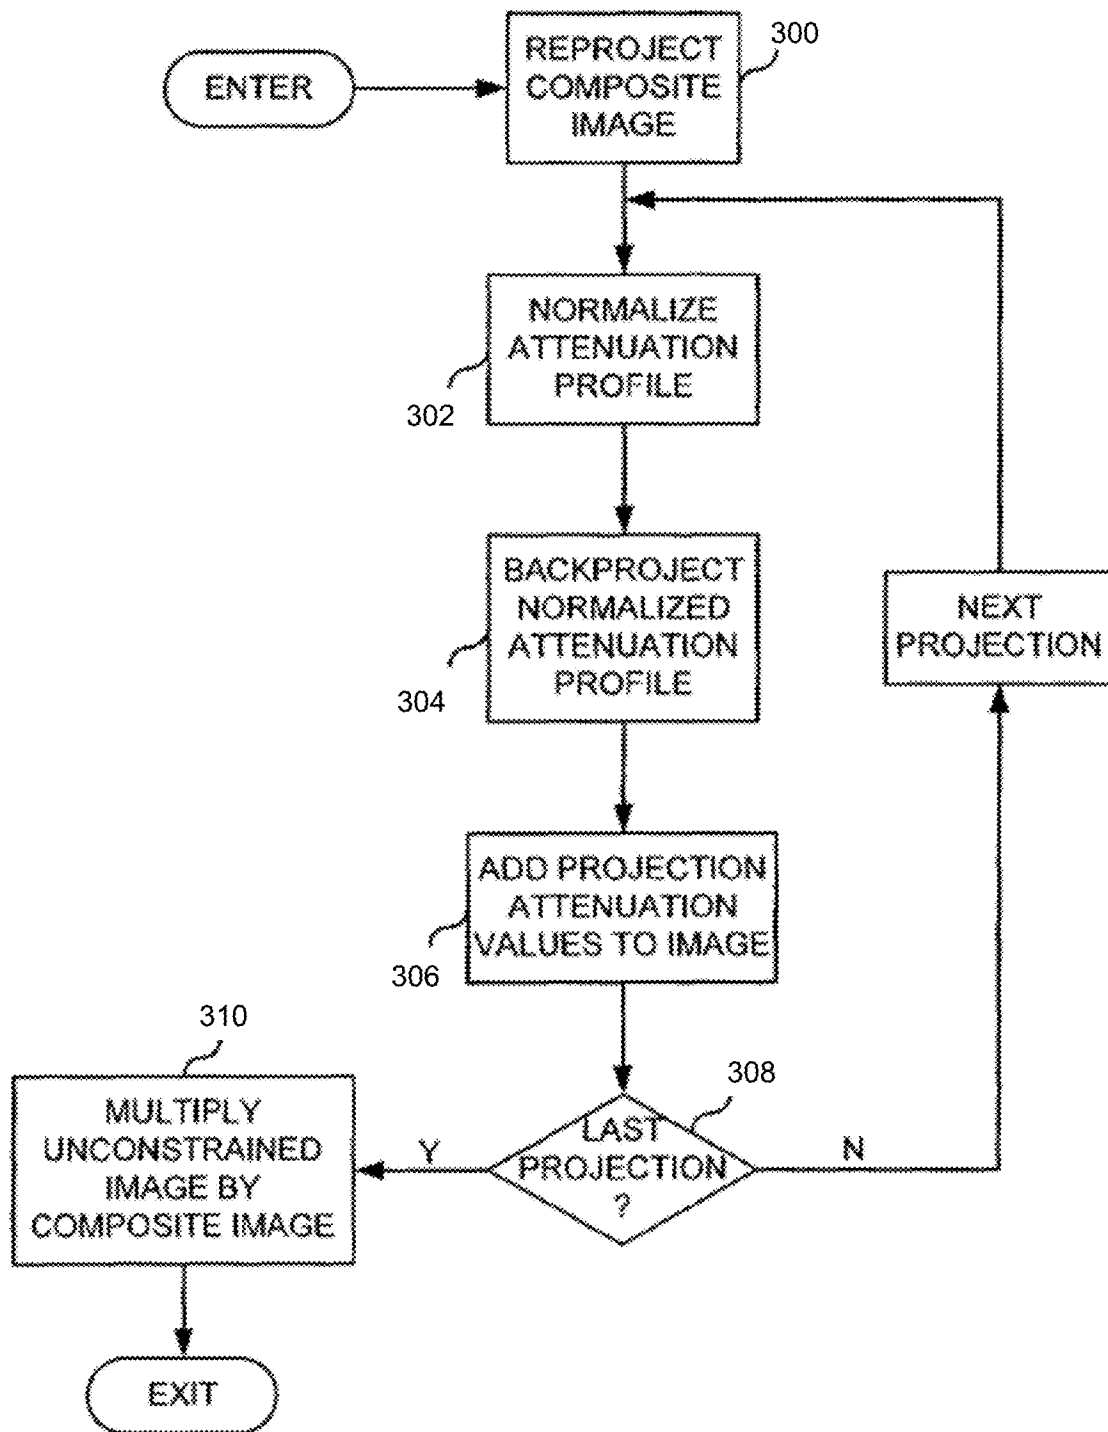 ENTER
REPROJECT
COMPOSITE
IMAGE
300
NORMALIZE
ATTENUATION
PROFILE
302
BACKPROJECT
NORMALIZED
ATTENUATION
PROFILE
304
NEXT
PROJECTION
ADD PROJECTION
ATTENUATION
VALUES TO IMAGE
306
LAST
PROJECTION
?
308
Y
N
310
MULTIPLY
UNCONSTRAINED
IMAGE BY
COMPOSITE IMAGE
EXIT